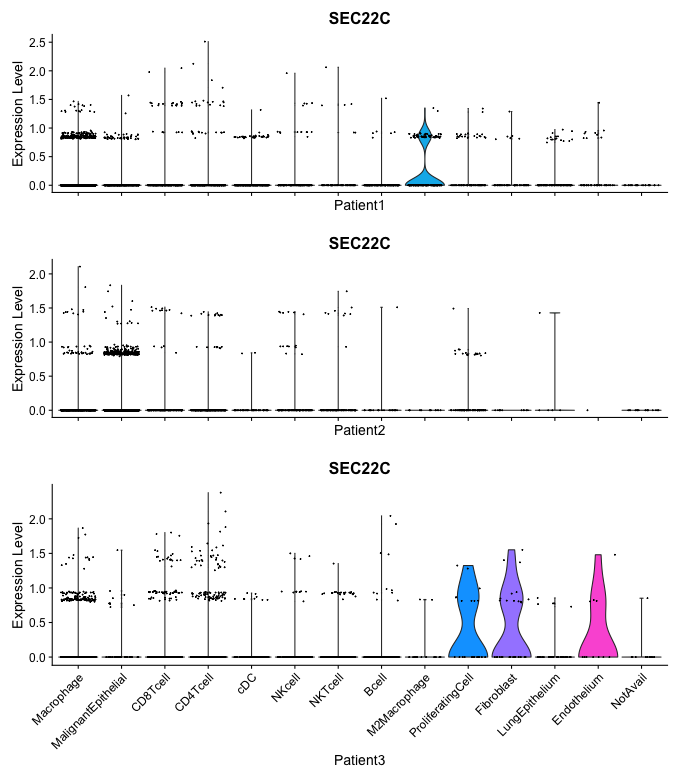 SEC22C
Expression Level
2.5
2.0
1.5
1.0
0.5
0.0
Patient1
SEC22C
Expression Level
2.0
1.5
1.0
0.5
0.0
Patient2
SEC22C
Expression Level
2.0
1.5
1.0
0.5
0.0
Macrophage
MalignantEpithelial
CD8Tcell
CD4Tcell
cDC
NKcell
NKTcell
Bcell
M2Macrophage
ProliferatingCell
Fibroblast
LungEpithelium
Endothelium
NotAvail
Patient3